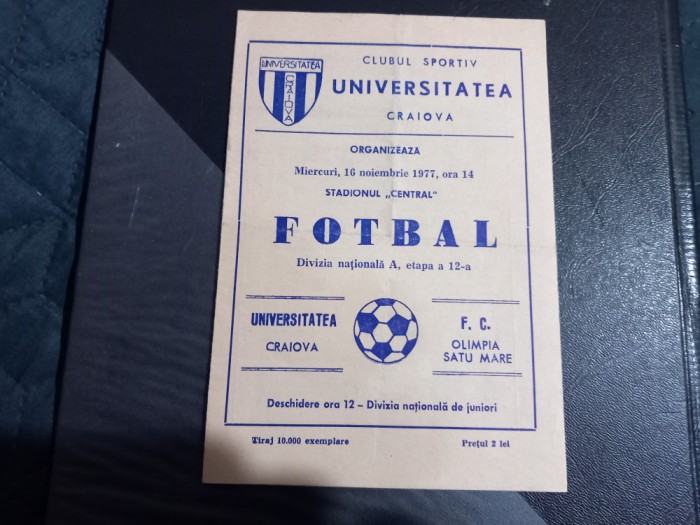 UNIVERSITATEA
CRAIOVA
CLUBUL SPORTIV
UNIVERSITATEA
CRAIOVA
ORGANIZEAZA
Miercuri, 16 noiembrie 1977, ora 14
STADIONUL „CENTRAL"
FOTBAL
Divizia națională A, etapa a 12-a
UNIVERSITATEA
CRAIOVA
F. C.
OLIMPIA
SATU MARE
Deschidere ora 12 – Divizia națională de juniori
Tiraj 10.000 exemplare
Prețul 2 lei